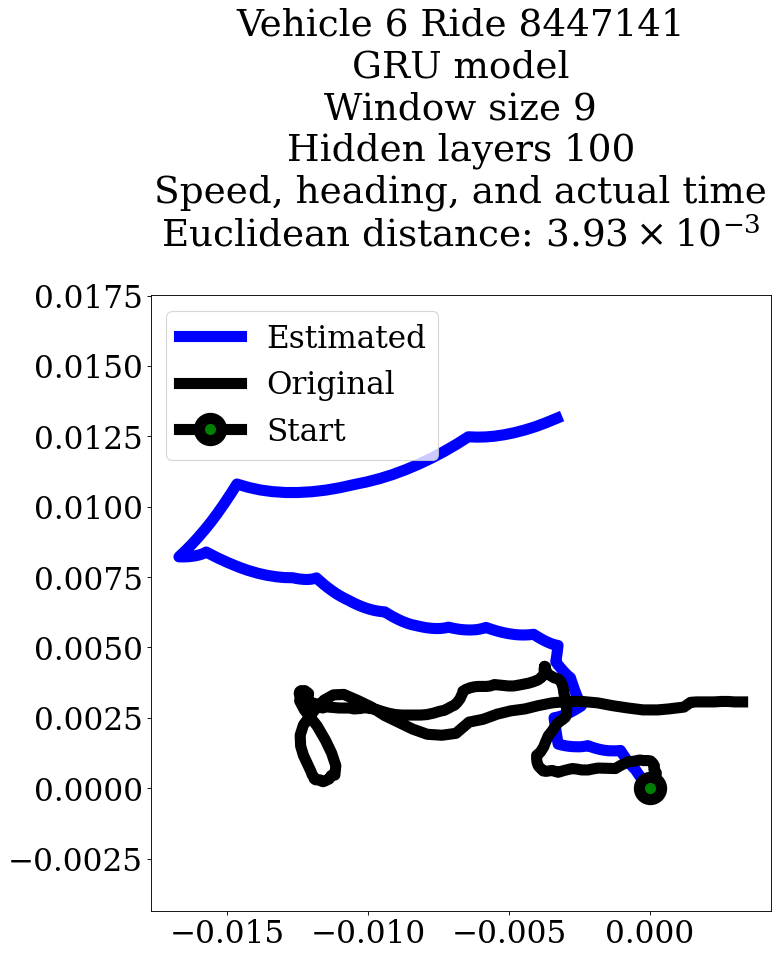 Vehicle 6 Ride 8447141
GRU model
Window size 9
Hidden layers 100
Speed, heading, and actual time
Euclidean distance: 3.93 × 10⁻³
0.0175
0.0150
0.0125
0.0100
0.0075
0.0050
0.0025
0.0000
−0.0025
Estimated
Original
Start
−0.015 −0.010 −0.005 0.000